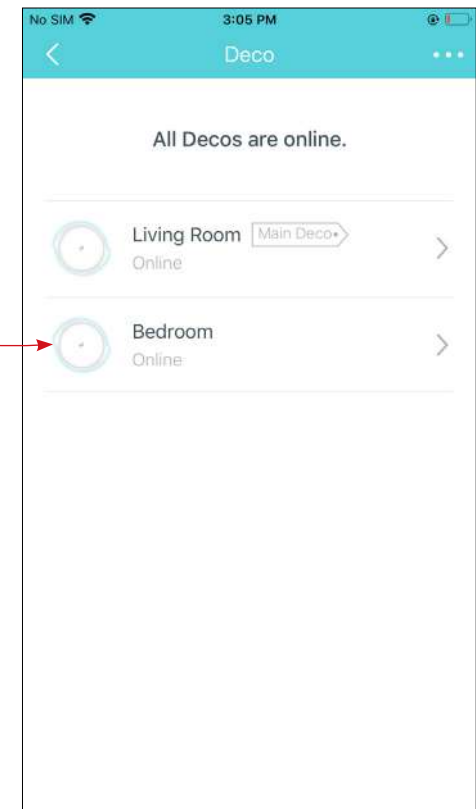 No SIM 3:05 PM
Deco
All Decos are online.
Living Room Main Deco
Online
Bedroom
Online